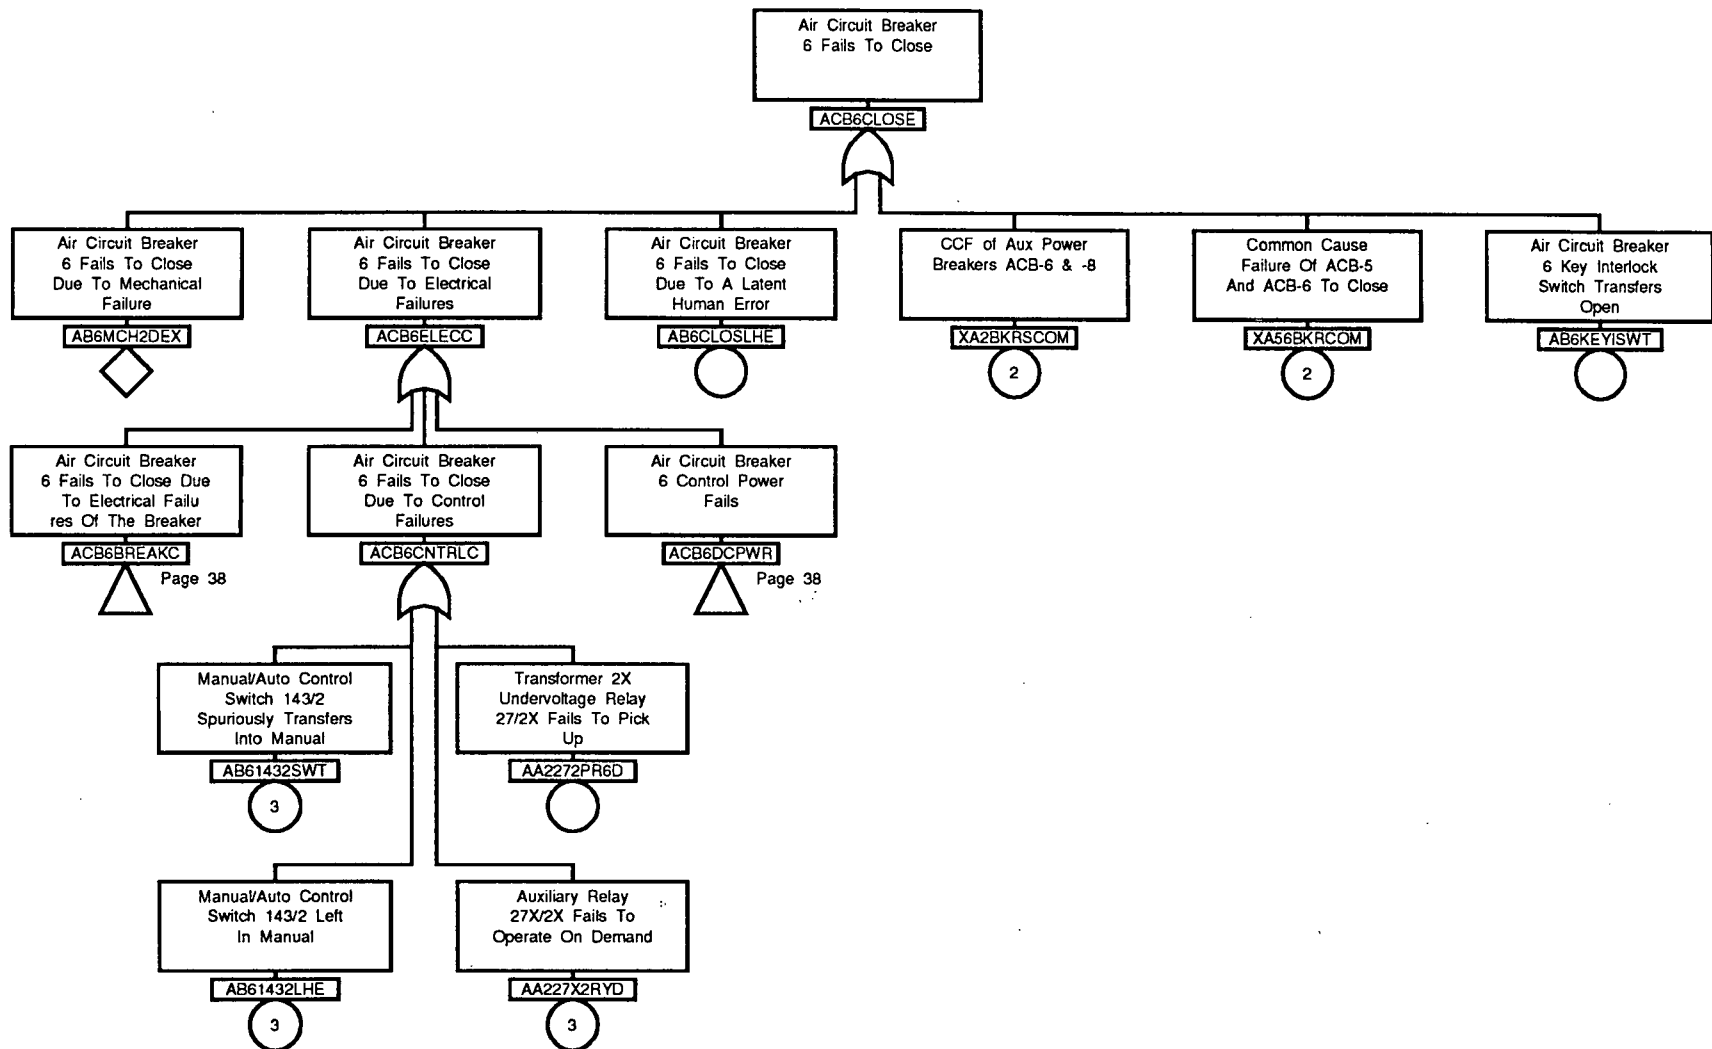 Air Circuit Breaker
6 Fails To Close
ACB6CLOSE
Air Circuit Breaker
6 Fails To Close
Due To Mechanical
Failure
AB6MCH2DEX
Air Circuit Breaker
6 Fails To Close
Due To Electrical
Failures
ACB6ELECC
Air Circuit Breaker
6 Fails To Close
Due To A Latent
Human Error
AB6CLOSLHE
CCF of Aux Power
Breakers ACB-6 & -8
XA2BKRSCOM
2
Common Cause
Failure Of ACB-5
And ACB-6 To Close
XA56BKRCOM
2
Air Circuit Breaker
6 Key Interlock
Switch Transfers
Open
AB6KEYISWT
Air Circuit Breaker
6 Fails To Close Due
To Electrical Failu
res Of The Breaker
ACB6BREAKC
Page 38
Air Circuit Breaker
6 Fails To Close
Due To Control
Failures
ACB6CNTRLC
Air Circuit Breaker
6 Control Power
Fails
ACB6DCPWR
Page 38
Manual/Auto Control
Switch 143/2
Spuriously Transfers
Into Manual
AB61432SWT
3
Transformer 2X
Undervoltage Relay
27/2X Fails To Pick
Up
AA2272PR6D
Manual/Auto Control
Switch 143/2 Left
In Manual
AB61432LHE
3
Auxiliary Relay
27X/2X Fails To
Operate On Demand
AA227X2RYD
3